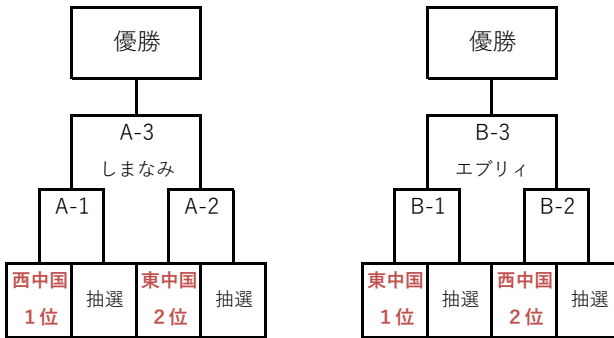 優勝
A-3
しまなみ
A-1
A-2
西中国
1位
抽選
東中国
2位
抽選
優勝
B-3
エブリィ
B-1
B-2
東中国
1位
抽選
西中国
2位
抽選